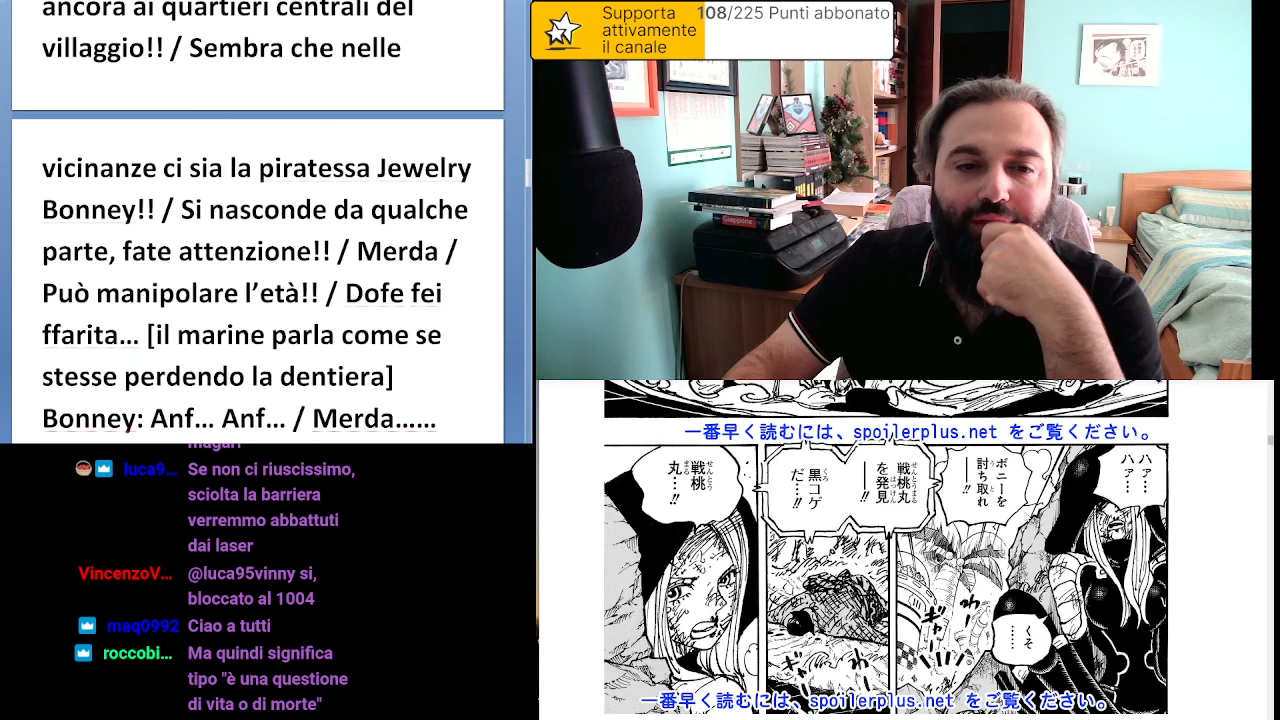 ancora ai quartieri centrali del
villaggio!! / Sembra che nelle
vicinanze ci sia la piratessa Jewelry
Bonney!! / Si nasconde da qualche
parte, fate attenzione!! / Merda /
Può manipolare l'età!! / Dofe fei
ffarita... [il marine parla come se
stesse perdendo la dentiera]
Bonney: Anf... Anf... / Merda......
magari
luca9... Se non ci riuscissimo,
sciolta la barriera
verremmo abbattuti
dai laser
VincenzoV... @luca95vinny si,
bloccato al 1004
maq0992 Ciao a tutti
roccobi... Ma quindi significa
tipo "è una questione
di vita o di morte"
Supporta
attivamente
il canale
108/225 Punti abbonato
Giappone
一番早く読むには、spoilerplus.net をご覧ください。
ハァ…
ハァ…
くそ……
ボニーを
討ち取れ
!!
戦桃丸
を発見
!!
黒コゲ
だ…!!
戦桃
丸…!!
一番早く読むには、spoilerplus.net をご覧ください。